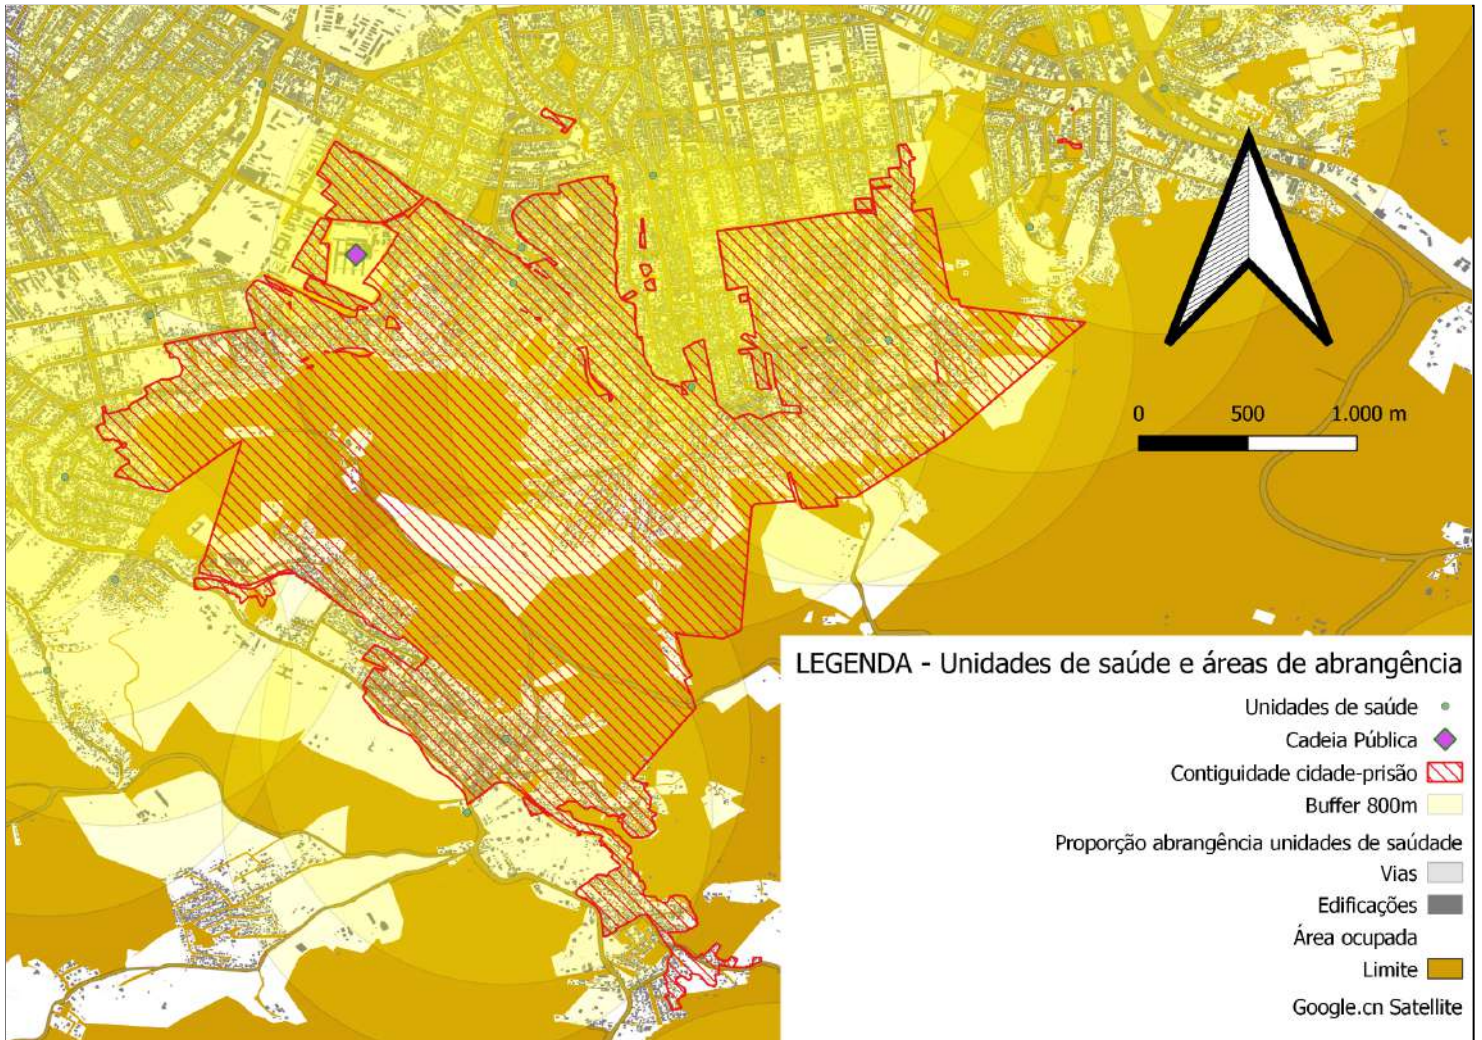 0 500 1.000 m
LEGENDA - Unidades de saúde e áreas de abrangência
Unidades de saúde
Cadeia Pública
Contiguidade cidade-prisão
Buffer 800m
Proporção abrangência unidades de saúdade
Vias
Edificações
Área ocupada
Limite
Google.cn Satellite